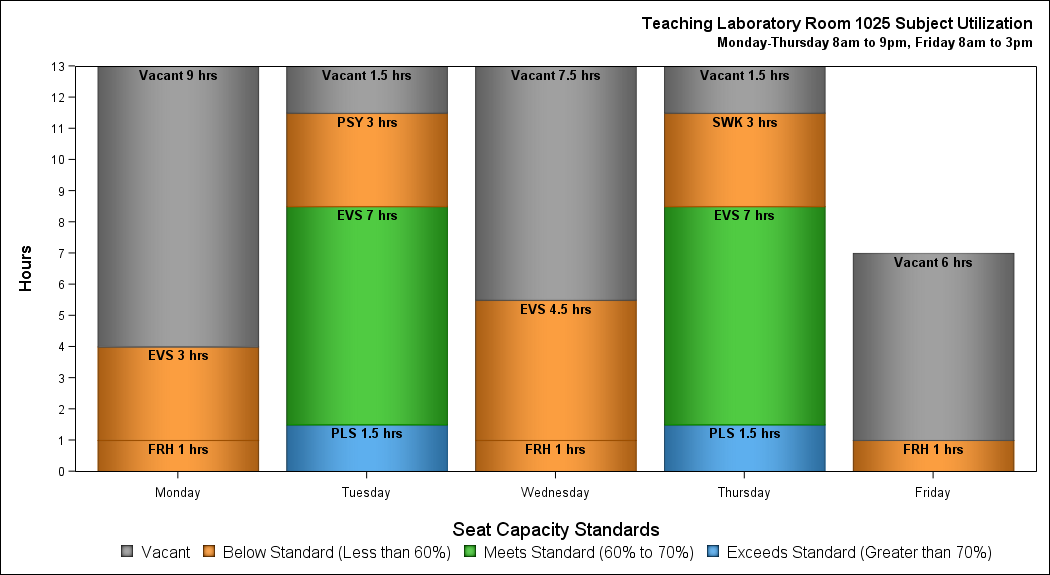 Teaching Laboratory Room 1025 Subject Utilization
Monday-Thursday 8am to 9pm, Friday 8am to 3pm
Hours
13
12
11
10
9
8
7
6
5
4
3
2
1
0
Vacant 9 hrs
EVS 3 hrs
FRH 1 hrs
Vacant 1.5 hrs
PSY 3 hrs
EVS 7 hrs
PLS 1.5 hrs
Vacant 7.5 hrs
EVS 4.5 hrs
FRH 1 hrs
Vacant 1.5 hrs
SWK 3 hrs
EVS 7 hrs
PLS 1.5 hrs
Vacant 6 hrs
FRH 1 hrs
Monday Tuesday Wednesday Thursday Friday
Seat Capacity Standards
Vacant Below Standard (Less than 60%) Meets Standard (60% to 70%) Exceeds Standard (Greater than 70%)